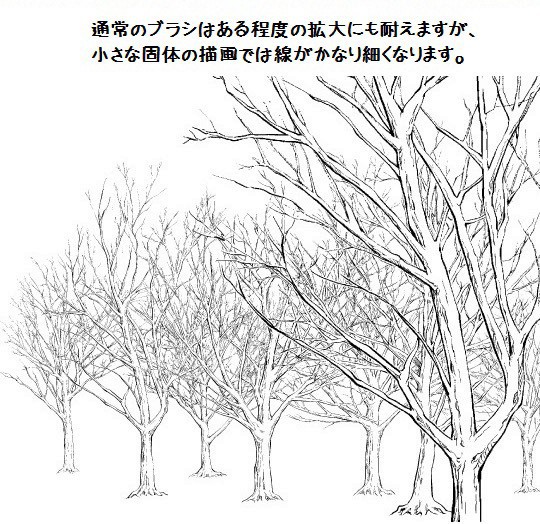 通常のブラシはある程度の拡大にも耐えますが、
小さな固体の描画では線がかなり細くなります。